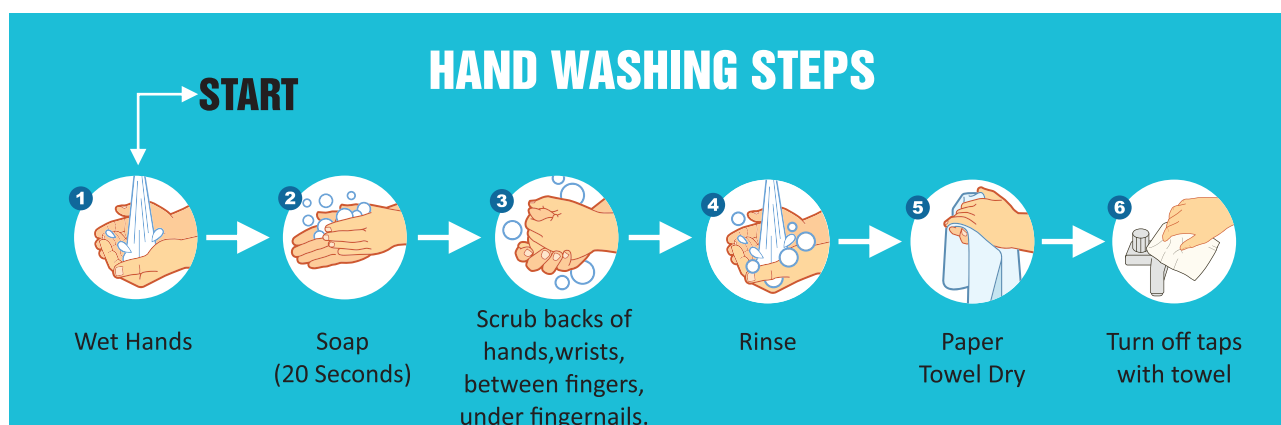 HAND WASHING STEPS
START
1
2
3
4
5
6
Wet Hands
Soap
(20 Seconds)
Scrub backs of
hands,wrists,
between fingers,
under fingernails.
Rinse
Paper
Towel Dry
Turn off taps
with towel